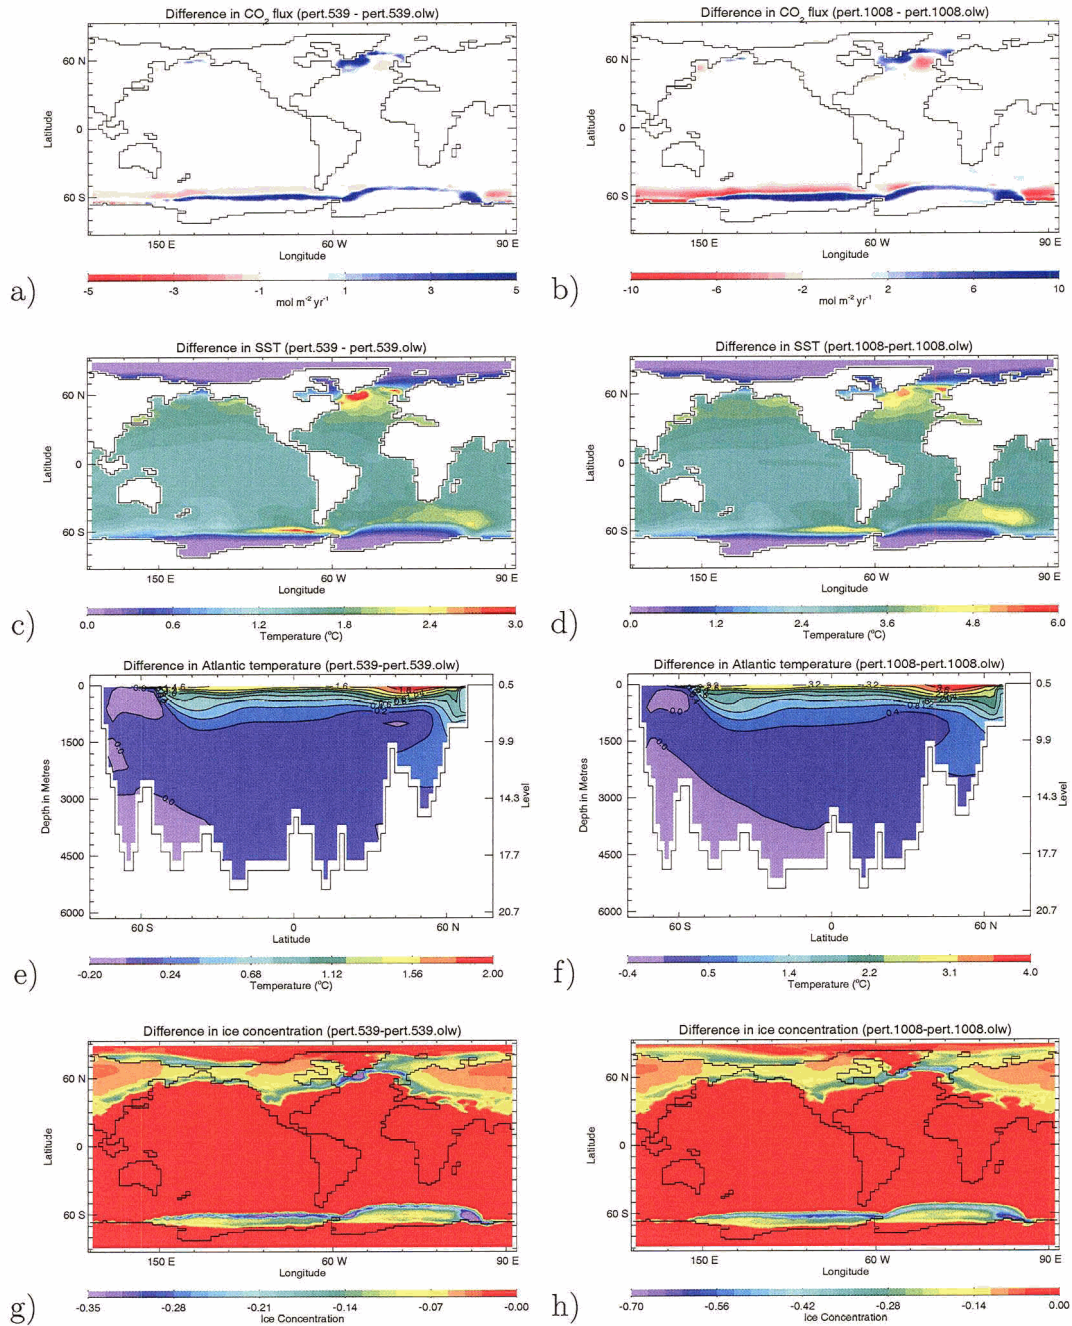 Difference in CO₂ flux (pert.539 - pert.539.olw)
Latitude
60 N
0
60 S
150 E
60 W
90 E
Longitude
-5
-3
-1
1
3
5
mol m⁻² yr⁻¹
a)
Difference in CO₂ flux (pert.1008 - pert.1008.olw)
Latitude
60 N
0
60 S
150 E
60 W
90 E
Longitude
-10
-6
-2
2
6
10
mol m⁻² yr⁻¹
b)
Difference in SST (pert.539 - pert.539.olw)
Latitude
60 N
0
60 S
150 E
60 W
90 E
Longitude
0.0
0.6
1.2
1.8
2.4
3.0
Temperature (°C)
c)
Difference in SST (pert.1008-pert.1008.olw)
Latitude
60 N
0
60 S
150 E
60 W
90 E
Longitude
0.0
1.2
2.4
3.6
4.8
6.0
Temperature (°C)
d)
Difference in Atlantic temperature (pert.539-pert.539.olw)
Depth in Metres
0
1500
3000
4500
6000
0.5
9.9
14.3
17.7
20.7
Level
60 S
0
60 N
Latitude
-0.20
0.24
0.68
1.12
1.56
2.00
Temperature (°C)
e)
Difference in Atlantic temperature (pert.1008-pert.1008.olw)
Depth in Metres
0
1500
3000
4500
6000
0.5
9.9
14.3
17.7
20.7
Level
60 S
0
60 N
Latitude
-0.4
0.5
1.4
2.2
3.1
4.0
Temperature (°C)
f)
Difference in ice concentration (pert.539-pert.539.olw)
Latitude
60 N
0
60 S
150 E
60 W
90 E
Longitude
-0.35
-0.28
-0.21
-0.14
-0.07
-0.00
Ice Concentration
g)
Difference in ice concentration (pert.1008-pert.1008.olw)
Latitude
60 N
0
60 S
150 E
60 W
90 E
Longitude
-0.70
-0.56
-0.42
-0.28
-0.14
0.00
Ice Concentration
h)